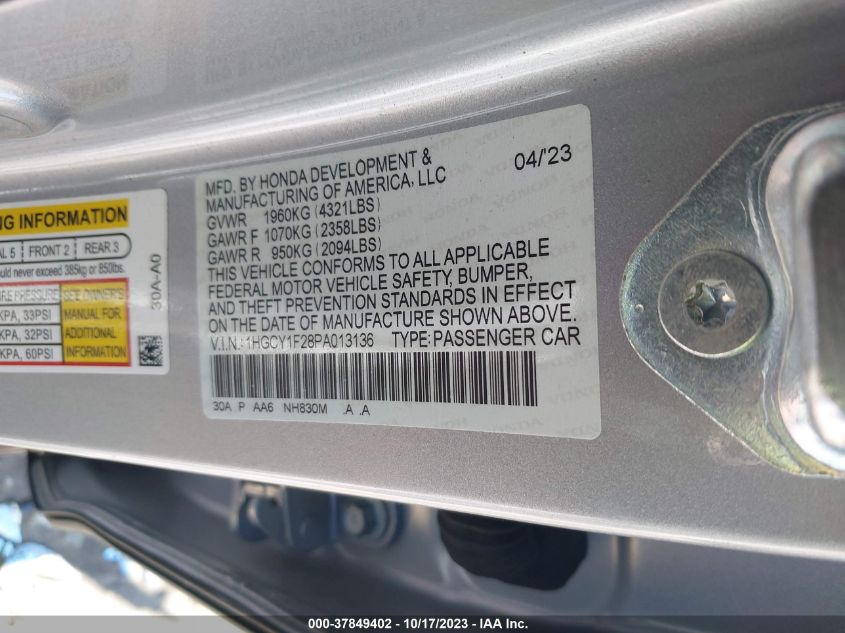 MFD. BY HONDA DEVELOPMENT & 04/'23
MANUFACTURING OF AMERICA, LLC
GVWR 1960KG (4321LBS)
GAWR F 1070KG (2358LBS)
GAWR R 950KG (2094LBS)
THIS VEHICLE CONFORMS TO ALL APPLICABLE
FEDERAL MOTOR VEHICLE SAFETY, BUMPER,
AND THEFT PREVENTION STANDARDS IN EFFECT
ON THE DATE OF MANUFACTURE SHOWN ABOVE.
V.I.N.: 1HGCY1F28PA013136 TYPE: PASSENGER CAR
30A P AA6 NH830M .A .A
INFORMATION
5 FRONT 2 REAR 3
never exceed 385kg or 850lbs.
PRESSURE SEE OWNER'S
KPA, 33PSI MANUAL FOR
KPA, 32PSI ADDITIONAL
KPA, 60PSI INFORMATION
30A-A0
000-37849402 - 10/17/2023 - IAA Inc.